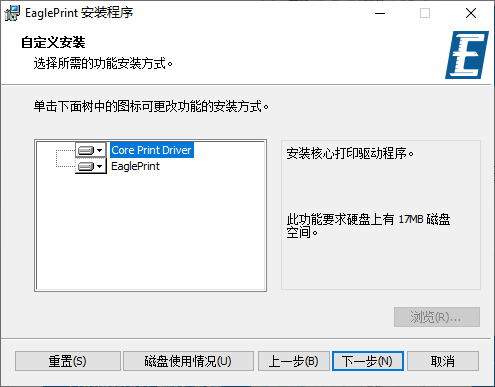 EaglePrint 安装程序
自定义安装
选择所需的功能安装方式。
E
单击下面树中的图标可更改功能的安装方式。
Core Print Driver
EaglePrint
安装核心打印驱动程序。
此功能要求硬盘上有 17MB 磁盘
空间。
浏览(R)...
重置(S)
磁盘使用情况(U)
上一步(B)
下一步(N)
取消